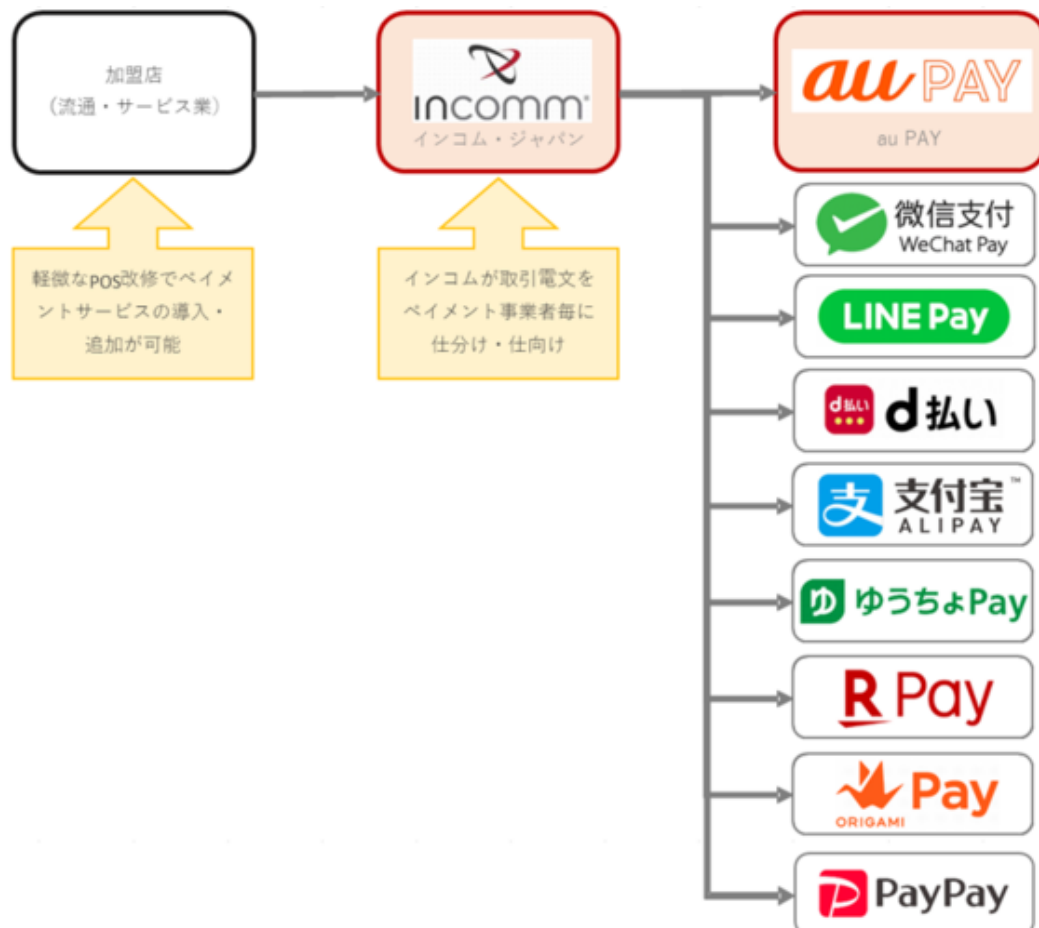 加盟店
（流通・サービス業）
incomm
インコム・ジャパン
au PAY
au PAY
軽微なPOS改修でペイメ
ントサービスの導入・
追加が可能
インコムが取引電文を
ペイメント事業者毎に
仕分け・仕向け
微信支付
WeChat Pay
LINE Pay
d払い
d払い
支付宝™
ALIPAY
ゆ
ゆうちょPay
R Pay
Pay
ORIGAMI
PayPay